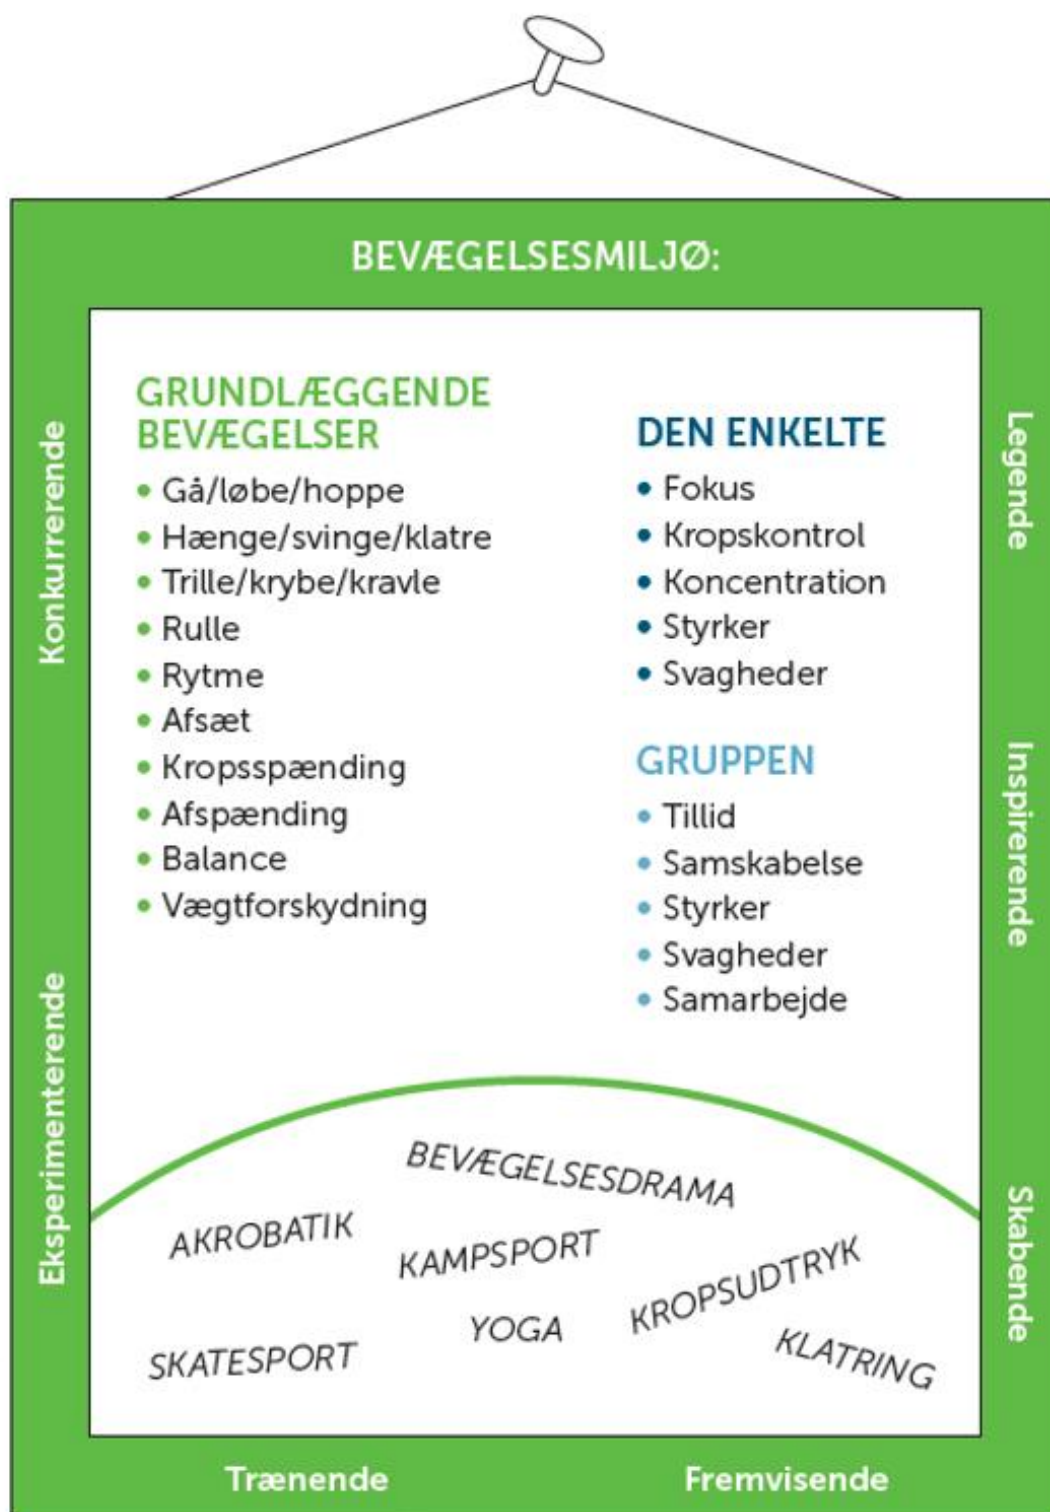 BEVÆGELSESMILJØ:
Konkurrerende
Eksperimenterende
GRUNDLÆGGENDE
BEVÆGELSER
• Gå/løbe/hoppe
• Hænge/svinge/klatre
• Trille/krybe/kravle
• Rulle
• Rytme
• Afsæt
• Kropsspænding
• Afspænding
• Balance
• Vægtforskydning
DEN ENKELTE
• Fokus
• Kropskontrol
• Koncentration
• Styrker
• Svagheder
GRUPPEN
• Tillid
• Samskabelse
• Styrker
• Svagheder
• Samarbejde
Legende
Inspirerende
Skabende
BEVÆGELSESDRAMA
AKROBATIK
KAMPSPORT
KROPSUDTRYK
YOGA
SKATESPORT
KLATRING
Trænende
Fremvisende